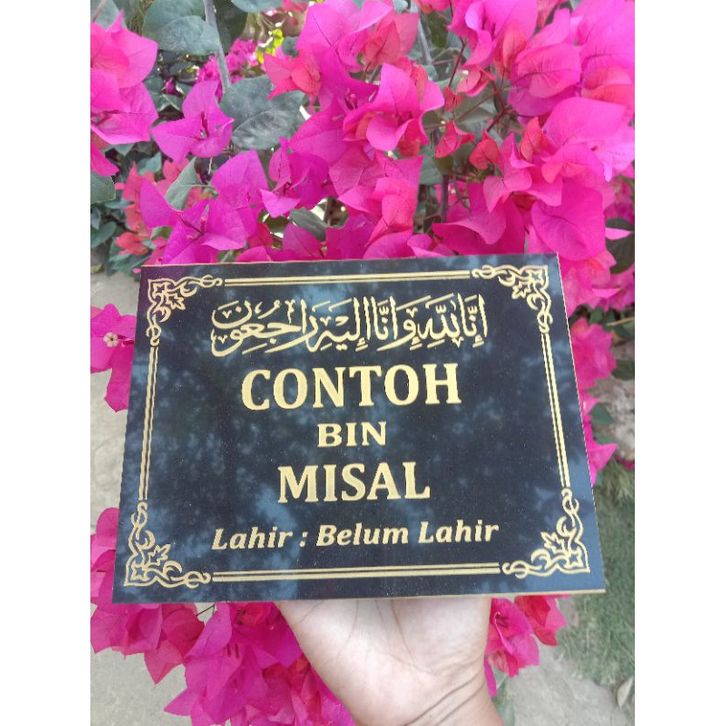 إنا لله وإنا إليه راجعون
CONTOH
BIN
MISAL
Lahir : Belum Lahir